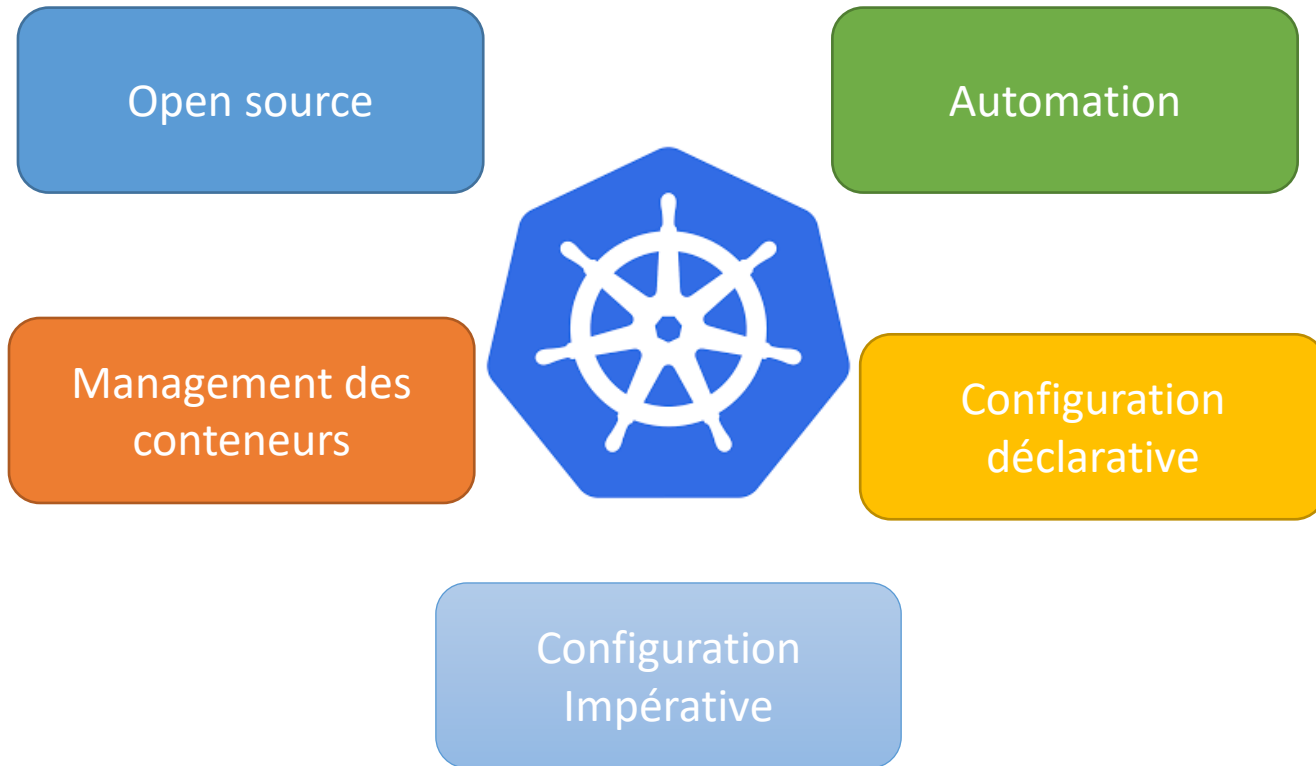 Open source
Automation
Management des
conteneurs
Configuration
déclarative
Configuration
Impérative